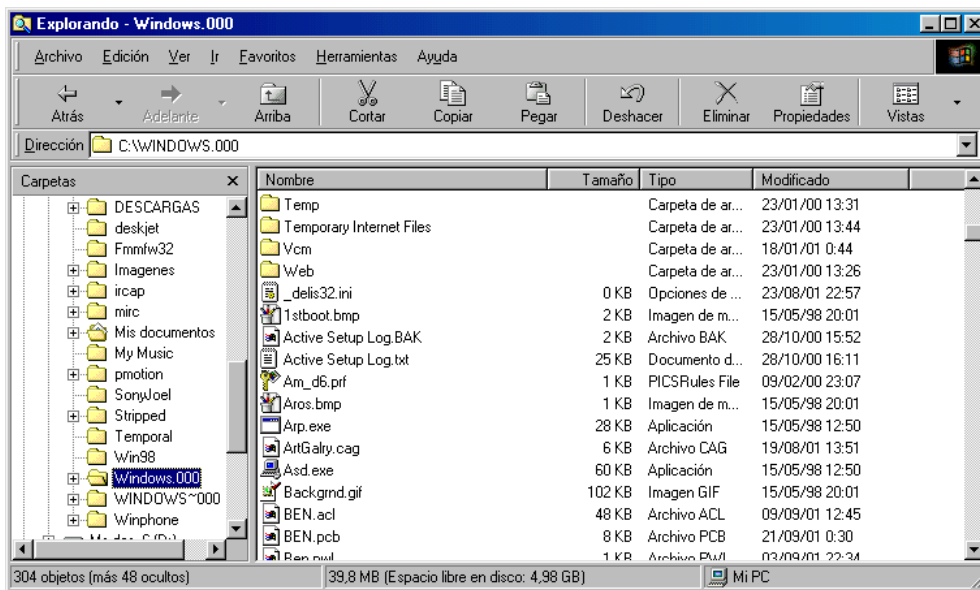 Explorando - Windows.000
Archivo Edición Ver Ir Favoritos Herramientas Ayuda
Atrás Adelante Arriba Cortar Copiar Pegar Deshacer Eliminar Propiedades Vistas
Dirección C:\WINDOWS.000
Carpetas
DESCARGAS
deskjet
Fmmfw32
Imagenes
ircap
mirc
Mis documentos
My Music
pmotion
SonyJoel
Stripped
Temporal
Win98
Windows.000
WINDOWS~000
Winphone
Nombre Tamaño Tipo Modificado
Temp Carpeta de ar... 23/01/00 13:31
Temporary Internet Files Carpeta de ar... 23/01/00 13:44
Vcm Carpeta de ar... 18/01/01 0:44
Web Carpeta de ar... 23/01/00 13:26
_delis32.ini 0 KB Opciones de ... 23/08/01 22:57
1stboot.bmp 2 KB Imagen de m... 15/05/98 20:01
Active Setup Log.BAK 2 KB Archivo BAK 28/10/00 15:52
Active Setup Log.txt 25 KB Documento d... 28/10/00 16:11
Am_d6.prf 1 KB PICSRules File 09/02/00 23:07
Aros.bmp 1 KB Imagen de m... 15/05/98 20:01
Arp.exe 28 KB Aplicación 15/05/98 12:50
ArtGalry.cag 6 KB Archivo CAG 19/08/01 13:51
Asd.exe 60 KB Aplicación 15/05/98 12:50
Backgrnd.gif 102 KB Imagen GIF 15/05/98 20:01
BEN.acl 48 KB Archivo ACL 09/09/01 12:45
BEN.pcb 8 KB Archivo PCB 21/09/01 0:30
Ben.pwl 1 KB Archivo PWL 03/09/01 22:34
304 objetos (más 48 ocultos) 39,8 MB (Espacio libre en disco: 4,98 GB) Mi PC